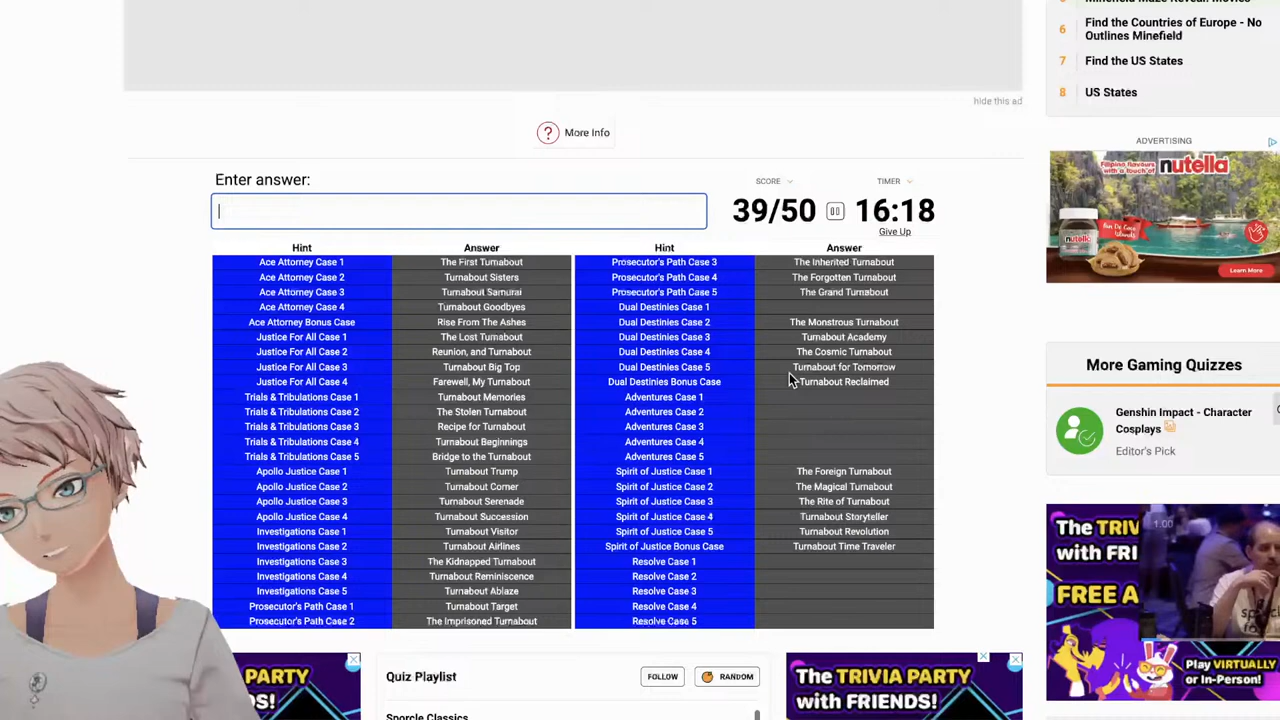 Minefield Maze Reveal: Movies
6 Find the Countries of Europe - No
Outlines Minefield
7 Find the US States
8 US States
hide this ad
? More Info
ADVERTISING
Filipino flavours
with a touch of
nutella
nutella
Learn More
Enter answer:
SCORE
TIMER
39/50
16:18
Give Up
Hint Answer Hint Answer
Ace Attorney Case 1 The First Turnabout Prosecutor's Path Case 3 The Inherited Turnabout
Ace Attorney Case 2 Turnabout Sisters Prosecutor's Path Case 4 The Forgotten Turnabout
Ace Attorney Case 3 Turnabout Samurai Prosecutor's Path Case 5 The Grand Turnabout
Ace Attorney Case 4 Turnabout Goodbyes Dual Destinies Case 1
Ace Attorney Bonus Case Rise From The Ashes Dual Destinies Case 2 The Monstrous Turnabout
Justice For All Case 1 The Lost Turnabout Dual Destinies Case 3 Turnabout Academy
Justice For All Case 2 Reunion, and Turnabout Dual Destinies Case 4 The Cosmic Turnabout
Justice For All Case 3 Turnabout Big Top Dual Destinies Case 5 Turnabout for Tomorrow
Justice For All Case 4 Farewell, My Turnabout Dual Destinies Bonus Case Turnabout Reclaimed
Trials & Tribulations Case 1 Turnabout Memories Adventures Case 1
Trials & Tribulations Case 2 The Stolen Turnabout Adventures Case 2
Trials & Tribulations Case 3 Recipe for Turnabout Adventures Case 3
Trials & Tribulations Case 4 Turnabout Beginnings Adventures Case 4
Trials & Tribulations Case 5 Bridge to the Turnabout Adventures Case 5
Apollo Justice Case 1 Turnabout Trump Spirit of Justice Case 1 The Foreign Turnabout
Apollo Justice Case 2 Turnabout Corner Spirit of Justice Case 2 The Magical Turnabout
Apollo Justice Case 3 Turnabout Serenade Spirit of Justice Case 3 The Rite of Turnabout
Apollo Justice Case 4 Turnabout Succession Spirit of Justice Case 4 Turnabout Storyteller
Investigations Case 1 Turnabout Visitor Spirit of Justice Case 5 Turnabout Revolution
Investigations Case 2 Turnabout Airlines Spirit of Justice Bonus Case Turnabout Time Traveler
Investigations Case 3 The Kidnapped Turnabout Resolve Case 1
Investigations Case 4 Turnabout Reminiscence Resolve Case 2
Investigations Case 5 Turnabout Ablaze Resolve Case 3
Prosecutor's Path Case 1 Turnabout Target Resolve Case 4
Prosecutor's Path Case 2 The Imprisoned Turnabout Resolve Case 5
More Gaming Quizzes
Genshin Impact - Character
Cosplays
Editor's Pick
The TRIV
with FRI
FREE A
1.00
Play VIRTUALLY
or In-Person!
PARTY
DS!
Quiz Playlist
FOLLOW
RANDOM
Sporcle Classics
The TRIVIA PARTY
with FRIENDS!